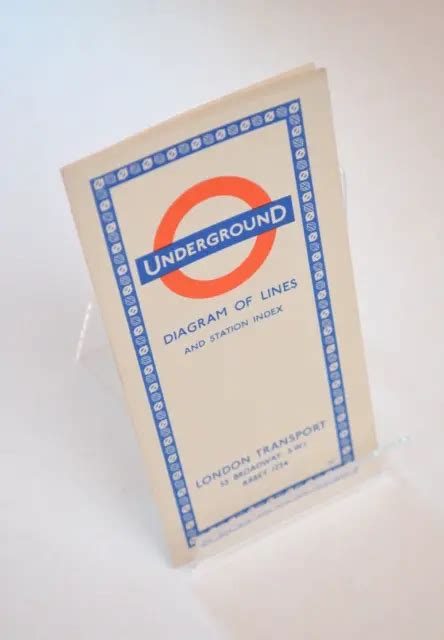 UNDERGROUND
DIAGRAM OF LINES
AND STATION INDEX
LONDON TRANSPORT
55 BROADWAY, S.W.1
ABBEY 1234